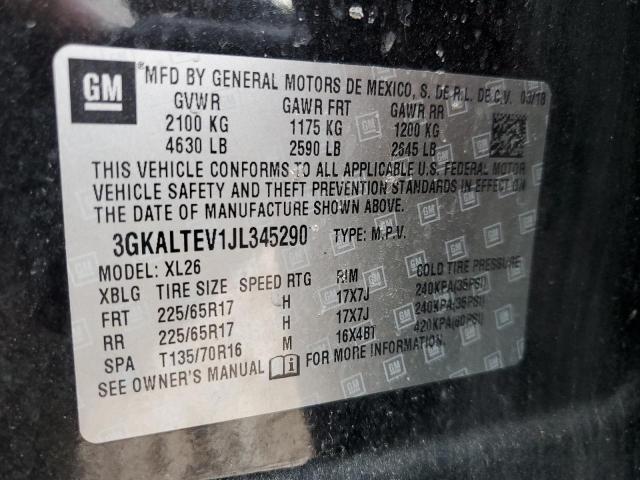 GM
® MFD BY GENERAL MOTORS DE MEXICO, S. DE R.L. DE C.V. 03/18
GVWR GAWR FRT GAWR RR
2100 KG 1175 KG 1200 KG
4630 LB 2590 LB 2645 LB
THIS VEHICLE CONFORMS TO ALL APPLICABLE U.S. FEDERAL MOTOR
VEHICLE SAFETY AND THEFT PREVENTION STANDARDS IN EFFECT ON
THE DATE OF MANUFACTURE SHOWN ABOVE.
3GKALTEV1JL345290 TYPE: M.P.V.
MODEL: XL26
XBLG TIRE SIZE SPEED RTG RIM COLD TIRE PRESSURE
FRT 225/65R17 H 17X7J 240KPA(35PSI)
RR 225/65R17 H 17X7J 240KPA(35PSI)
SPA T135/70R16 M 16X4BT 420KPA(60PSI)
SEE OWNER'S MANUAL FOR MORE INFORMATION